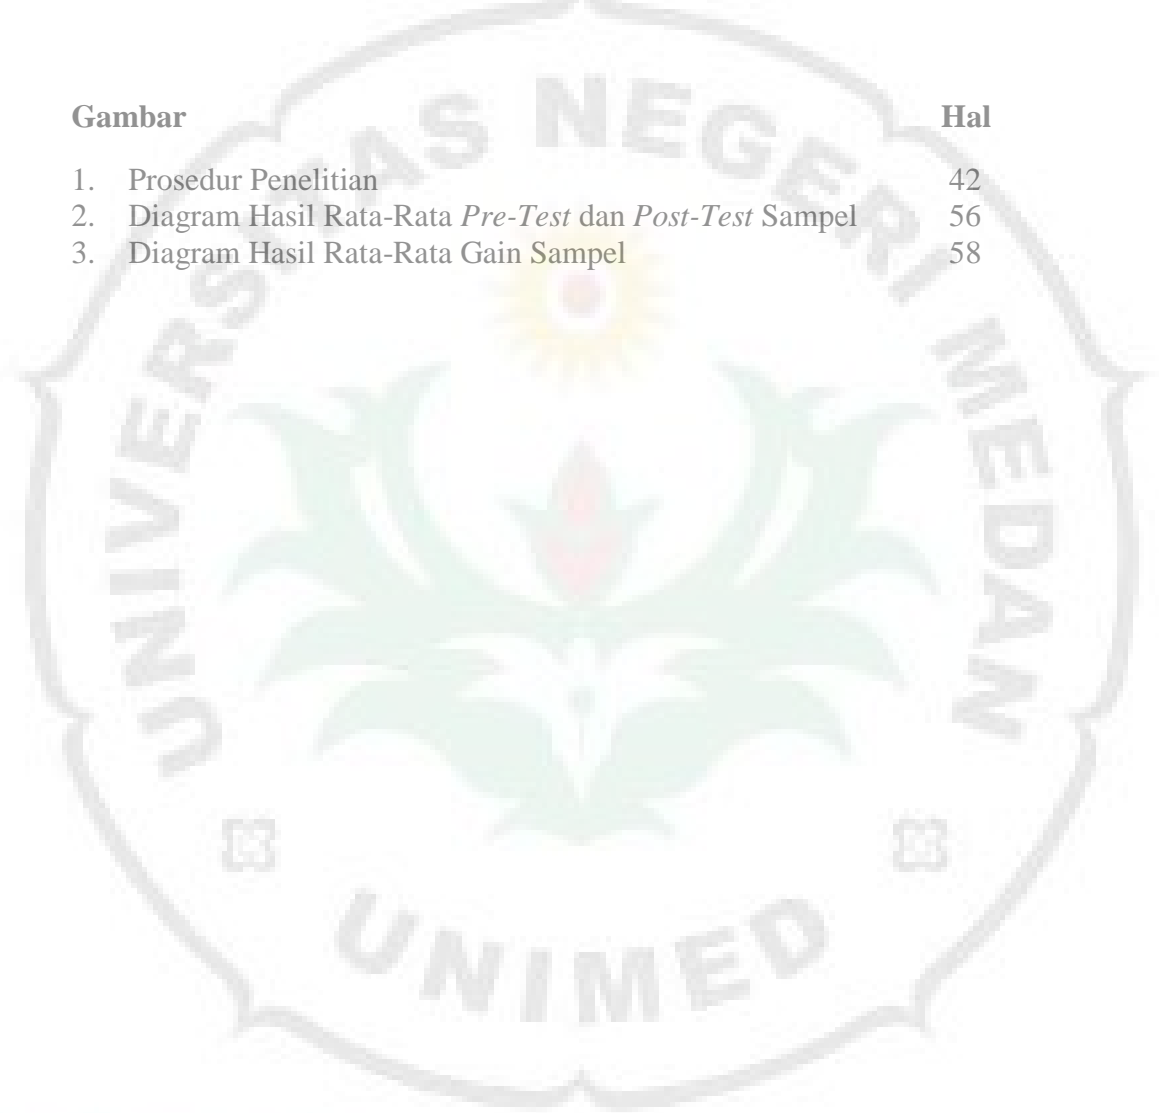 Gambar Hal
1. Prosedur Penelitian 42
2. Diagram Hasil Rata-Rata Pre-Test dan Post-Test Sampel 56
3. Diagram Hasil Rata-Rata Gain Sampel 58
UNIVERSITAS NEGERI MEDAN
UNIMED